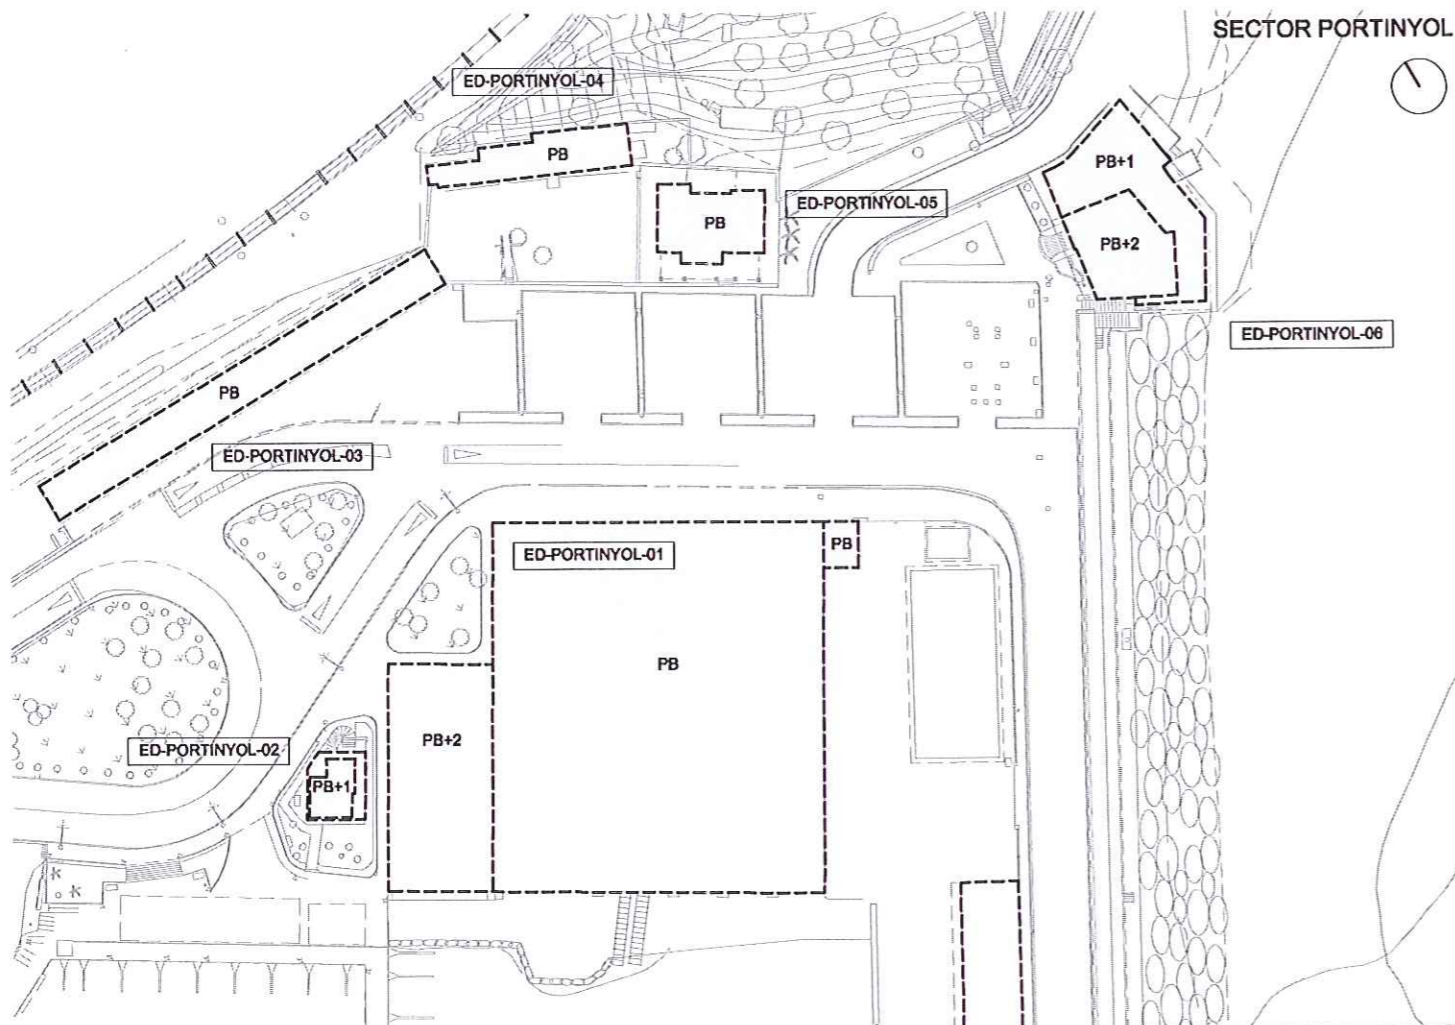 SECTOR PORTINYOL
ED-PORTINYOL-04
PB
PB+1
ED-PORTINYOL-05
PB
PB+2
ED-PORTINYOL-06
PB
ED-PORTINYOL-03
ED-PORTINYOL-01
PB
PB
PB+2
ED-PORTINYOL-02
PB+1